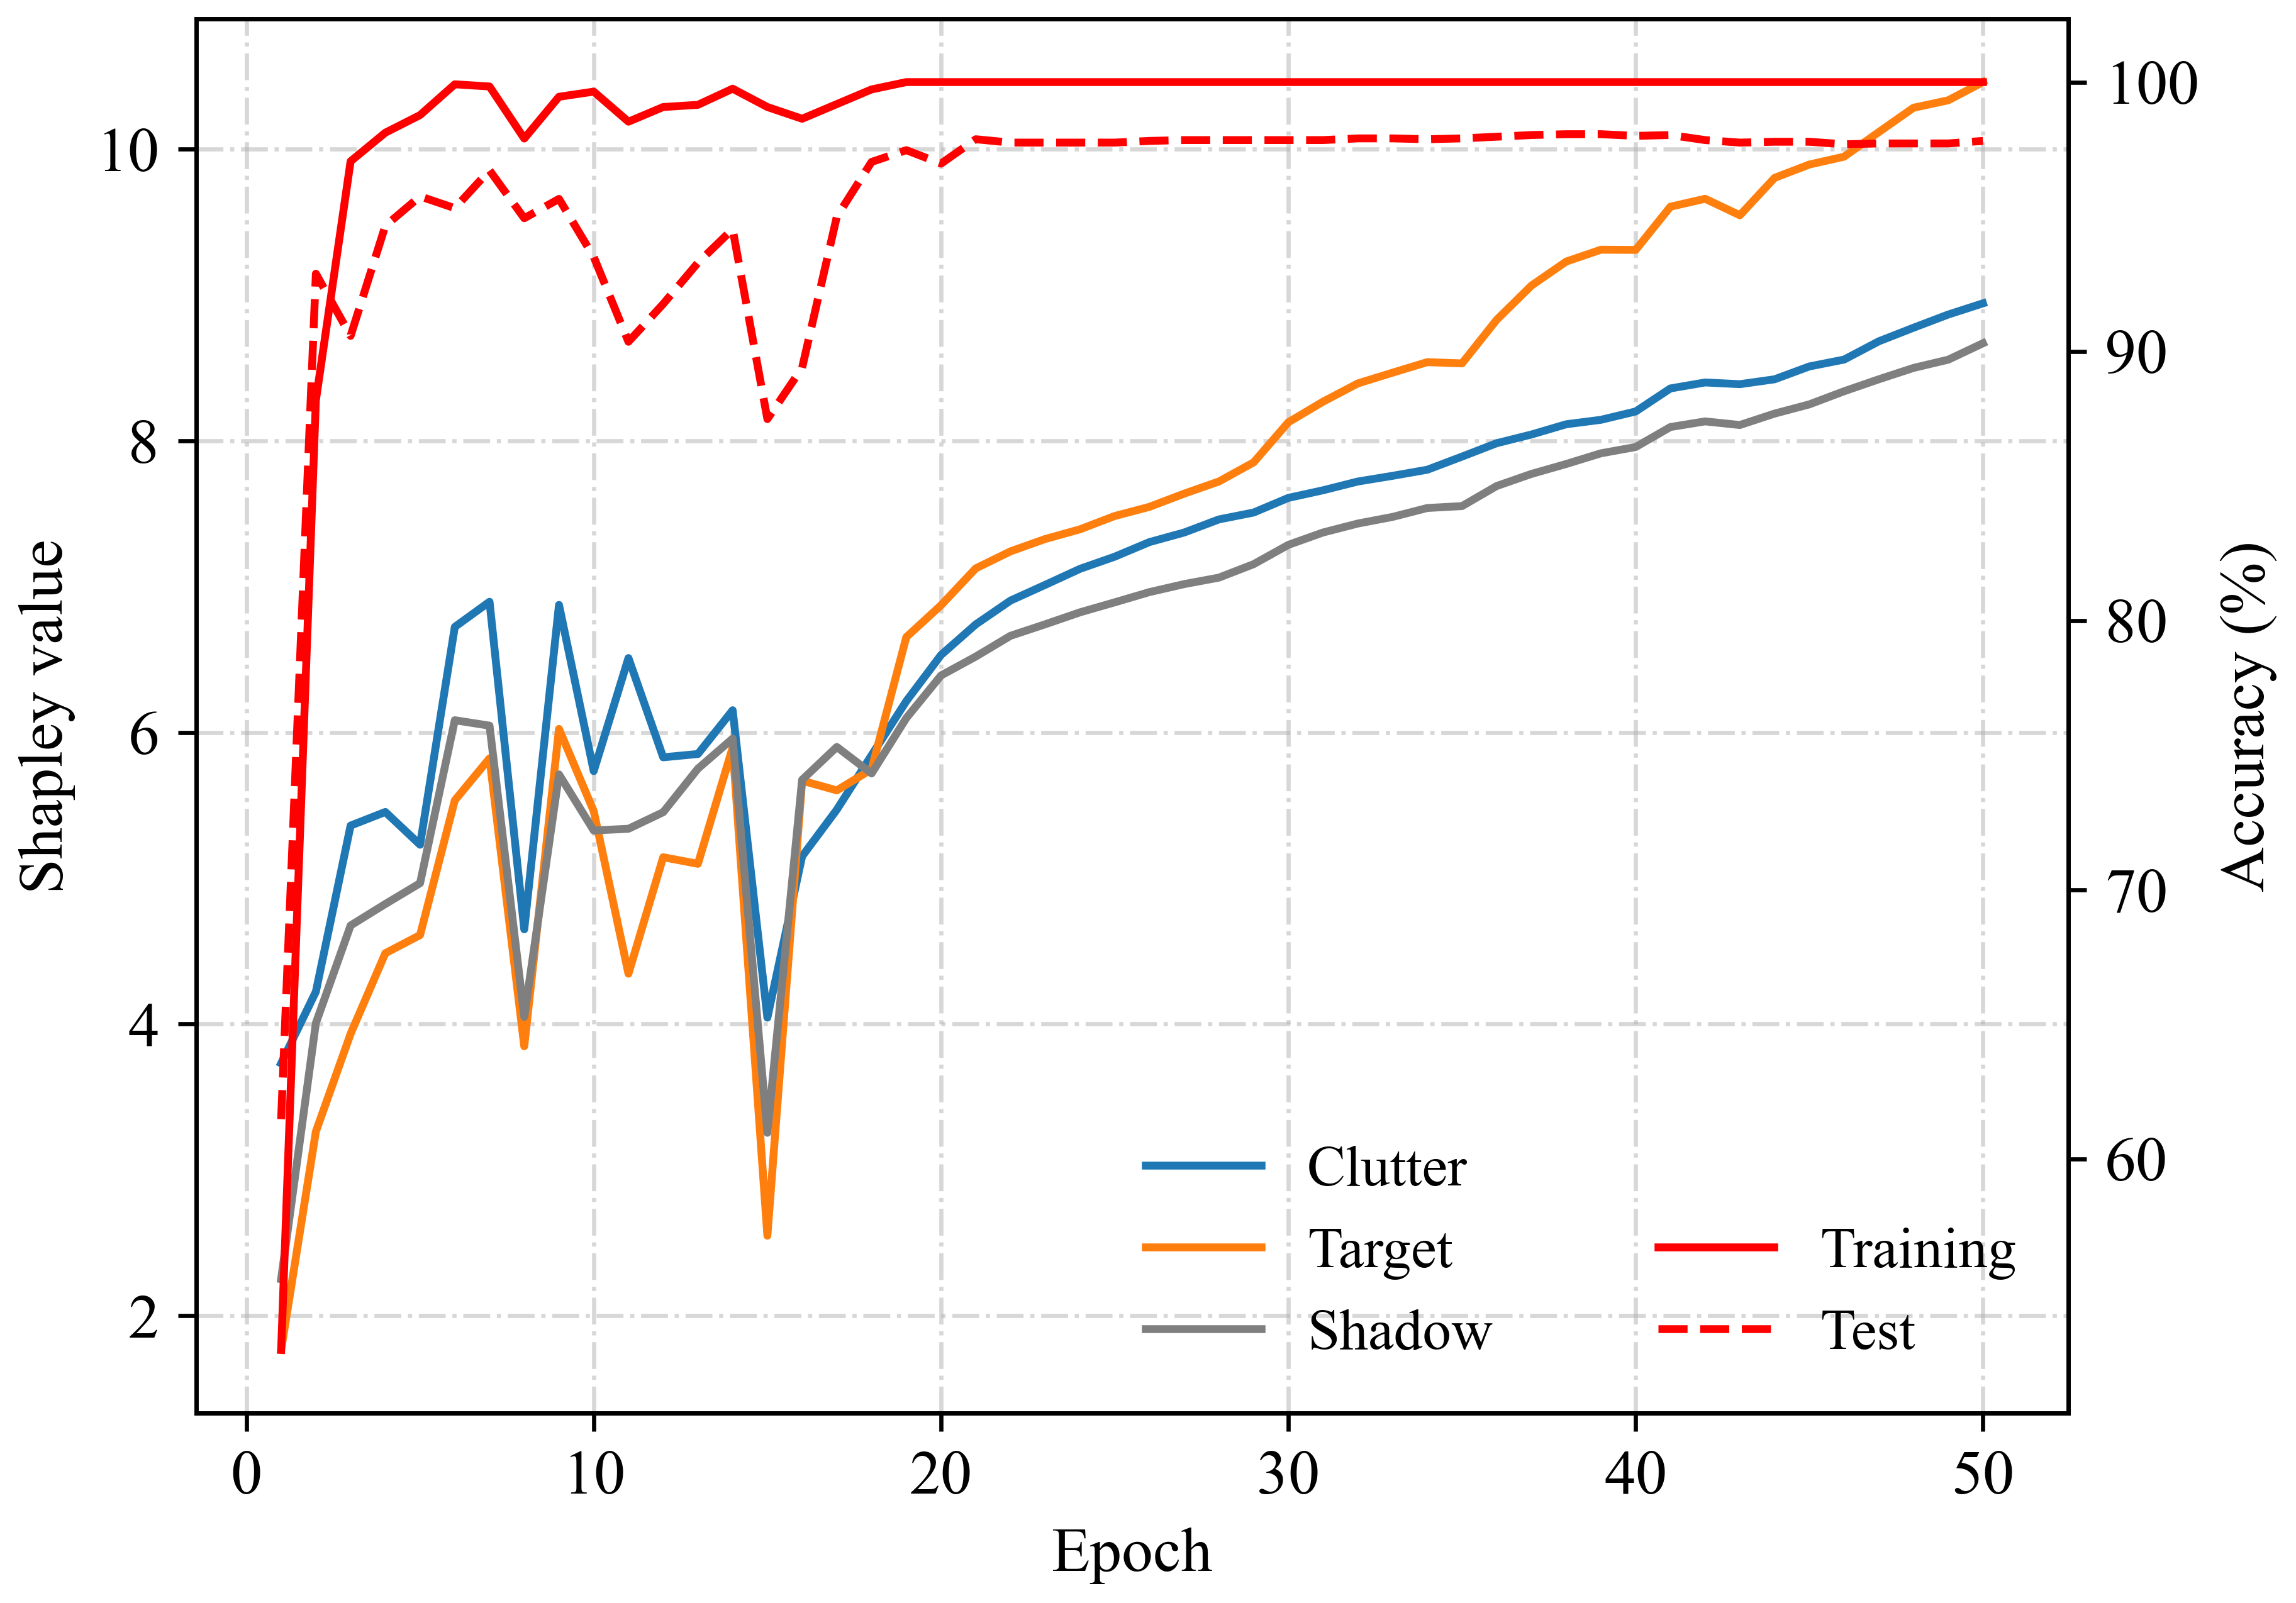 10
8
6
4
2
Shapley value
100
90
80
70
60
Accuracy (%)
Clutter
Target
Shadow
Training
Test
0 10 20 30 40 50
Epoch